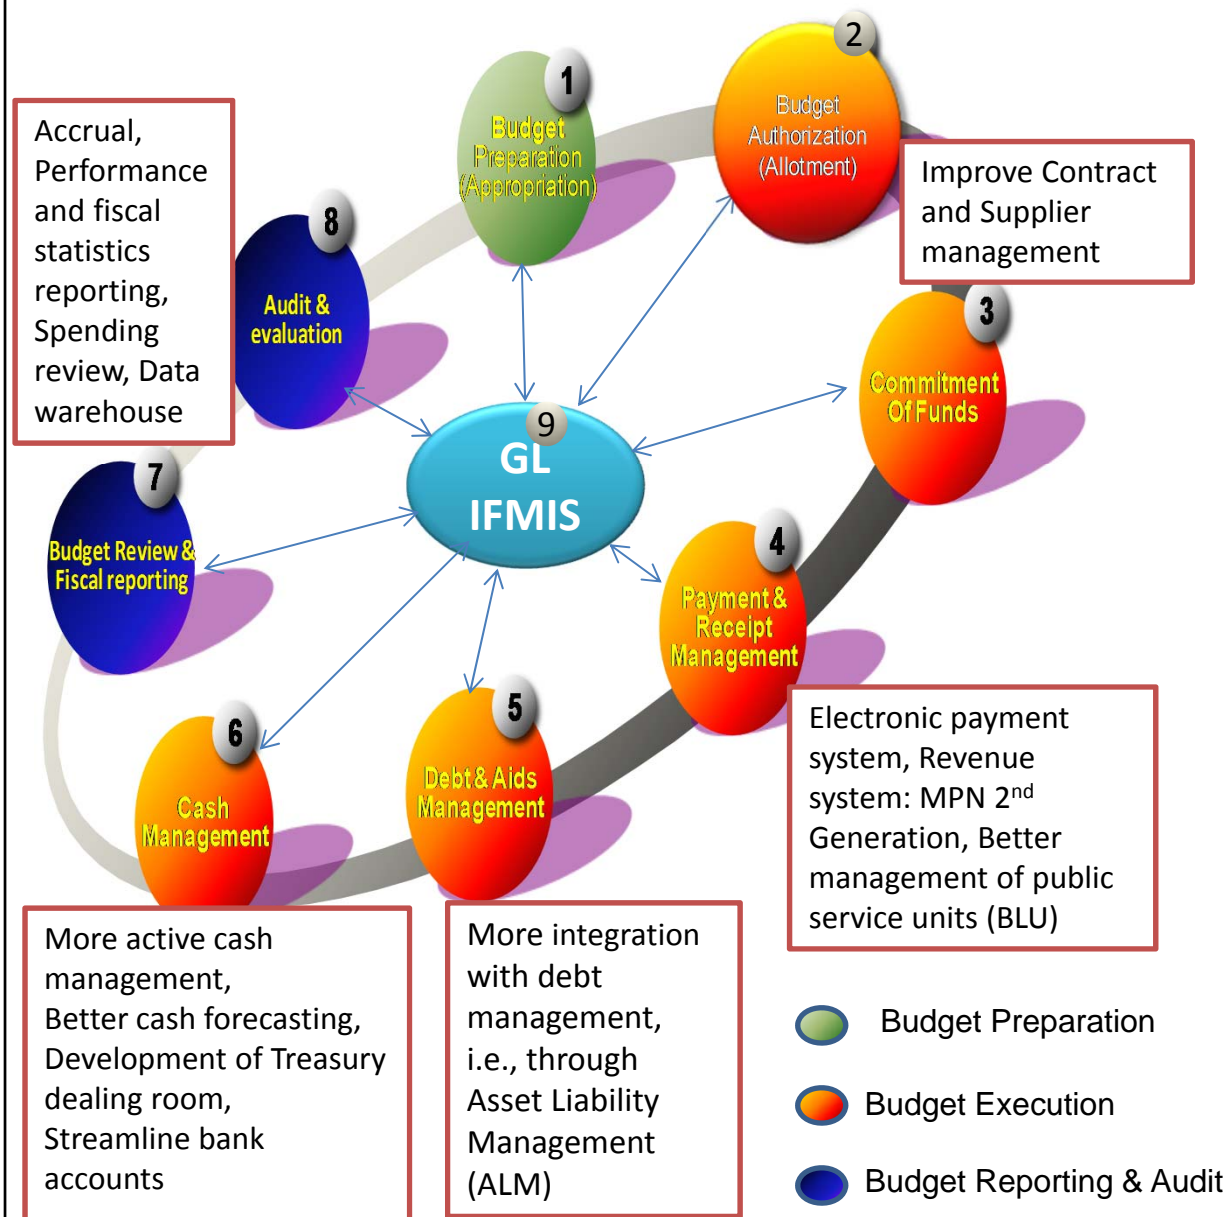 1
Budget
Preparation
(Appropriation)
2
Budget
Authorization
(Allotment)
Accrual,
Performance
and fiscal
statistics
reporting,
Spending
review, Data
warehouse
Improve Contract
and Supplier
management
8
Audit &
evaluation
3
Commitment
Of Funds
9
GL
IFMIS
7
Budget Review &
Fiscal reporting
4
Payment &
Receipt
Management
6
Cash
Management
5
Debt & Aids
Management
Electronic payment
system, Revenue
system: MPN 2nd
Generation, Better
management of public
service units (BLU)
More active cash
management,
Better cash forecasting,
Development of Treasury
dealing room,
Streamline bank
accounts
More integration
with debt
management,
i.e., through
Asset Liability
Management
(ALM)
Budget Preparation
Budget Execution
Budget Reporting & Audit